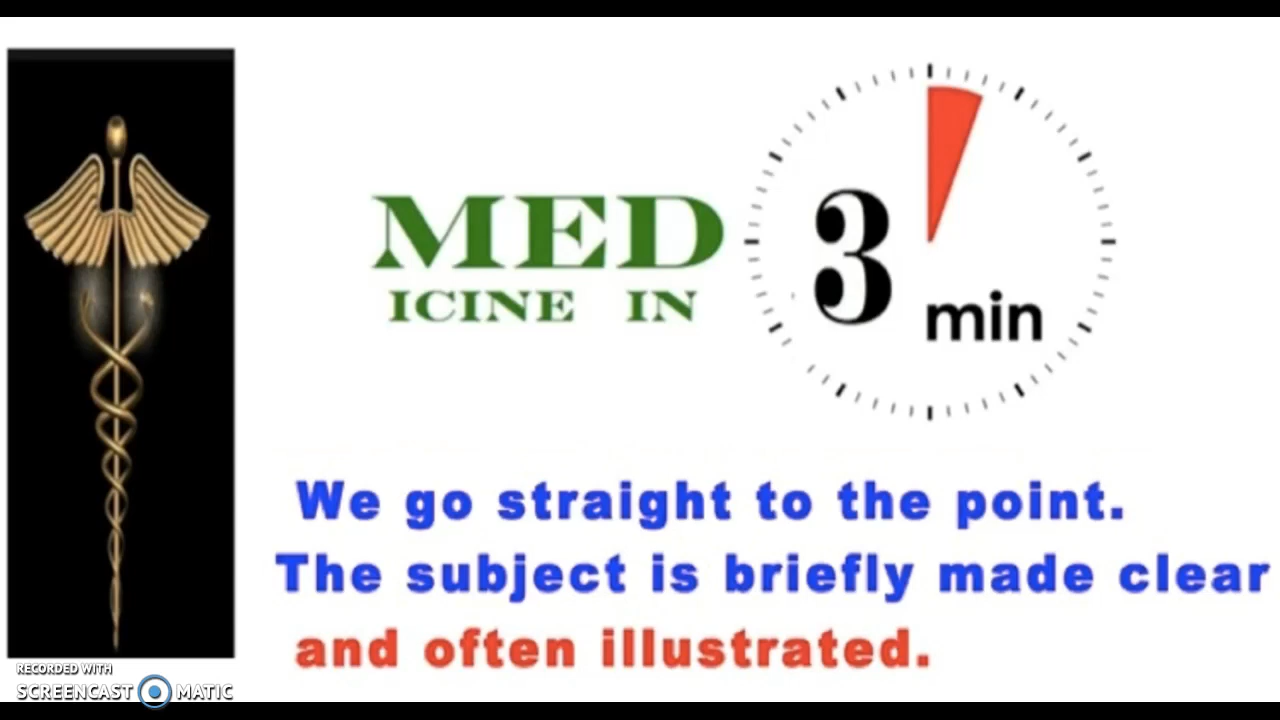 MED
ICINE IN
3
min
We go straight to the point.
The subject is briefly made clear
and often illustrated.
RECORDED WITH
SCREENCAST MATIC